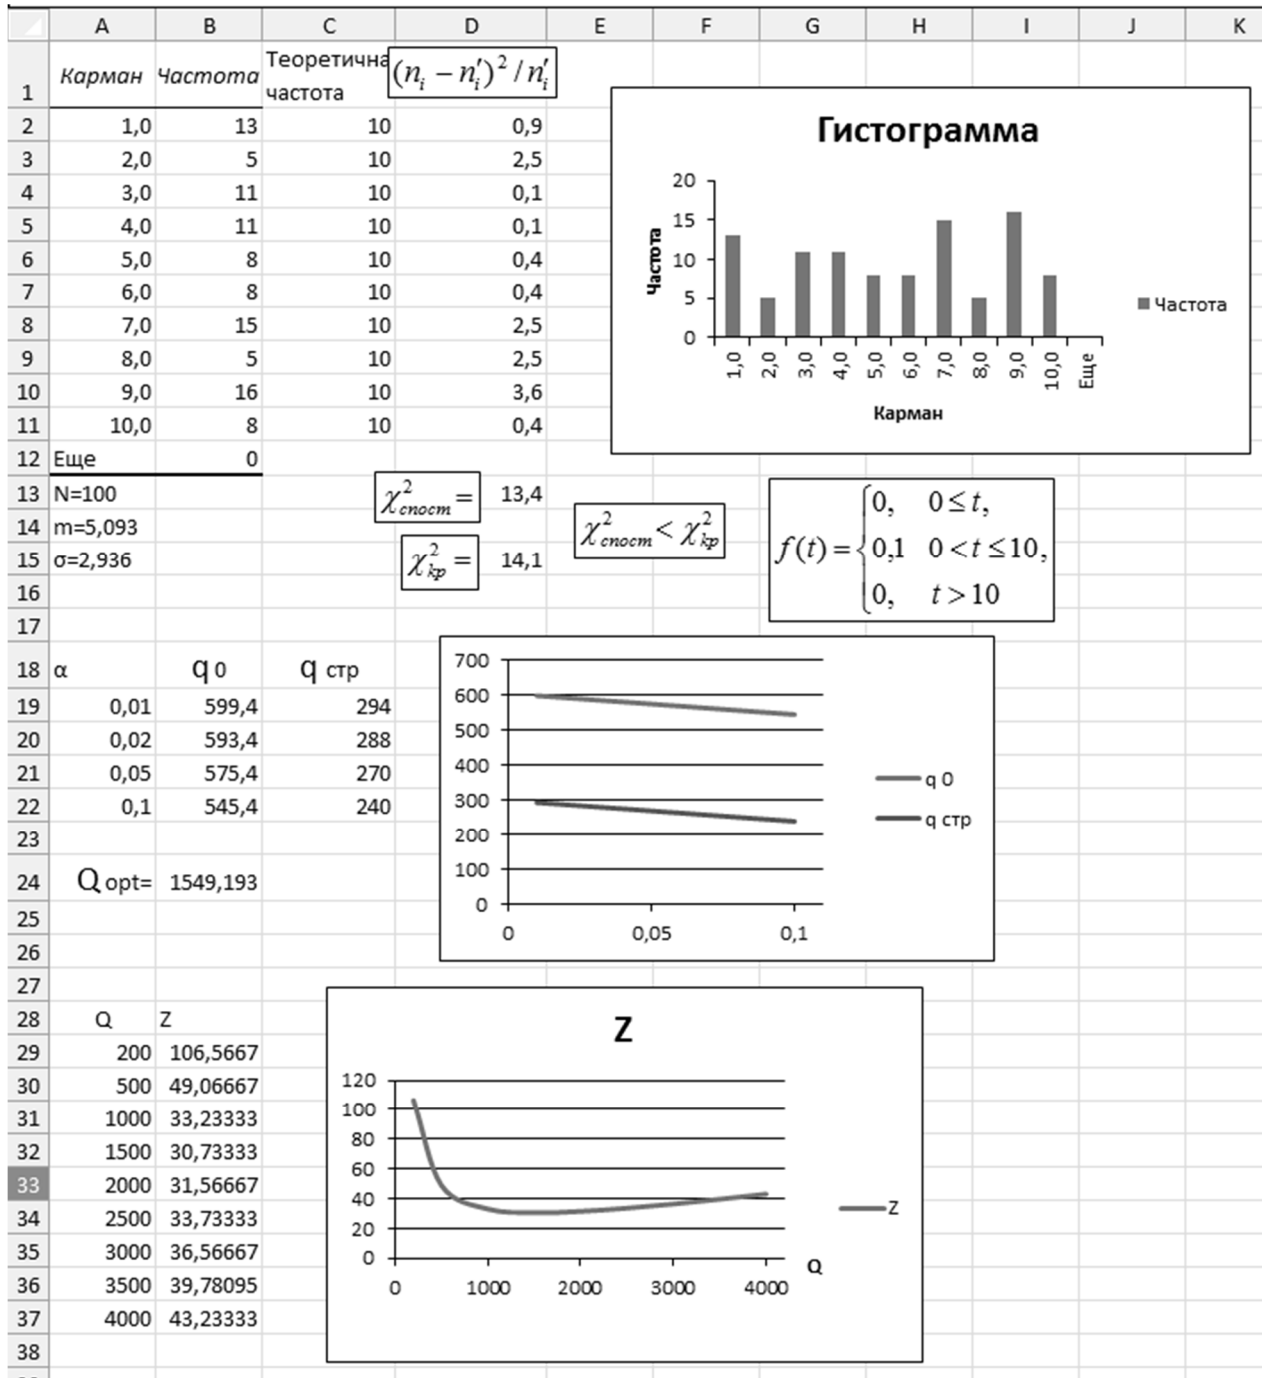 A B C D E F G H I J K
1 Карман Частота Теоретична
частота (nᵢ − n′ᵢ)² / n′ᵢ
2 1,0 13 10 0,9
3 2,0 5 10 2,5
4 3,0 11 10 0,1
5 4,0 11 10 0,1
6 5,0 8 10 0,4
7 6,0 8 10 0,4
8 7,0 15 10 2,5
9 8,0 5 10 2,5
10 9,0 16 10 3,6
11 10,0 8 10 0,4
12 Еще 0
Гистограмма
Частота
20
15
10
5
0
1,0 2,0 3,0 4,0 5,0 6,0 7,0 8,0 9,0 10,0 Еще
Карман
Частота
13 N=100 χ²спост = 13,4
14 m=5,093
15 σ=2,936 χ²кр = 14,1
χ²спост < χ²кр
f(t) = { 0, 0 ≤ t,
0,1 0 < t ≤ 10,
0, t > 10
16
17
18 α q 0 q стр
19 0,01 599,4 294
20 0,02 593,4 288
21 0,05 575,4 270
22 0,1 545,4 240
23
24 Q opt= 1549,193
25
26
27
700
600
500
400
300
200
100
0
0 0,05 0,1
q 0
q стр
28 Q Z
29 200 106,5667
30 500 49,06667
31 1000 33,23333
32 1500 30,73333
33 2000 31,56667
34 2500 33,73333
35 3000 36,56667
36 3500 39,78095
37 4000 43,23333
38
Z
120
100
80
60
40
20
0
0 1000 2000 3000 4000
Q
Z